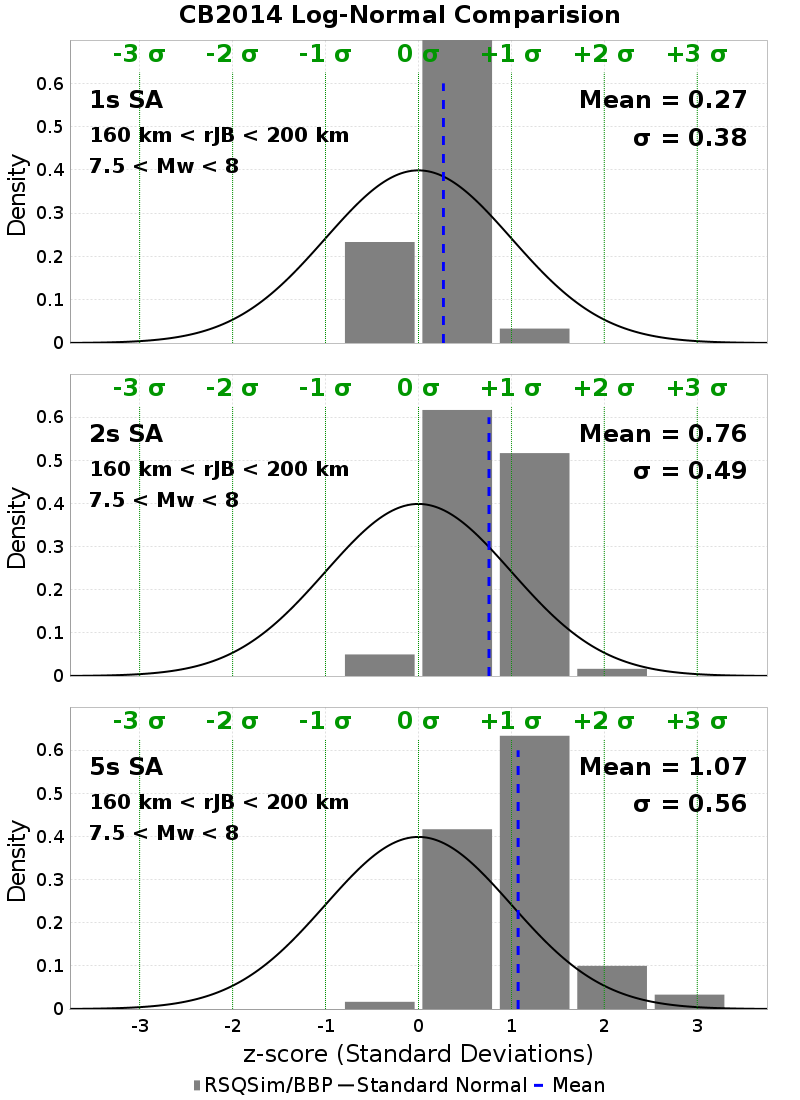 CB2014 Log-Normal Comparision
-3 σ -2 σ -1 σ 0 σ +1 σ +2 σ +3 σ
1s SA
160 km < rJB < 200 km
7.5 < Mw < 8
Mean = 0.27
σ = 0.38
Density
0.6
0.5
0.4
0.3
0.2
0.1
0
-3 σ -2 σ -1 σ 0 σ +1 σ +2 σ +3 σ
2s SA
160 km < rJB < 200 km
7.5 < Mw < 8
Mean = 0.76
σ = 0.49
Density
0.6
0.5
0.4
0.3
0.2
0.1
0
-3 σ -2 σ -1 σ 0 σ +1 σ +2 σ +3 σ
5s SA
160 km < rJB < 200 km
7.5 < Mw < 8
Mean = 1.07
σ = 0.56
Density
0.6
0.5
0.4
0.3
0.2
0.1
0
-3 -2 -1 0 1 2 3
z-score (Standard Deviations)
RSQSim/BBP Standard Normal Mean